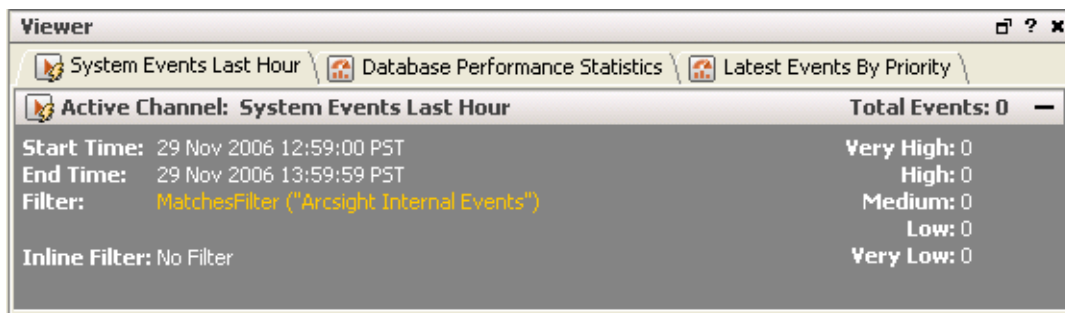 Viewer
System Events Last Hour Database Performance Statistics Latest Events By Priority
Active Channel: System Events Last Hour Total Events: 0
Start Time: 29 Nov 2006 12:59:00 PST Very High: 0
End Time: 29 Nov 2006 13:59:59 PST High: 0
Filter: MatchesFilter ("Arcsight Internal Events") Medium: 0
Low: 0
Inline Filter: No Filter Very Low: 0